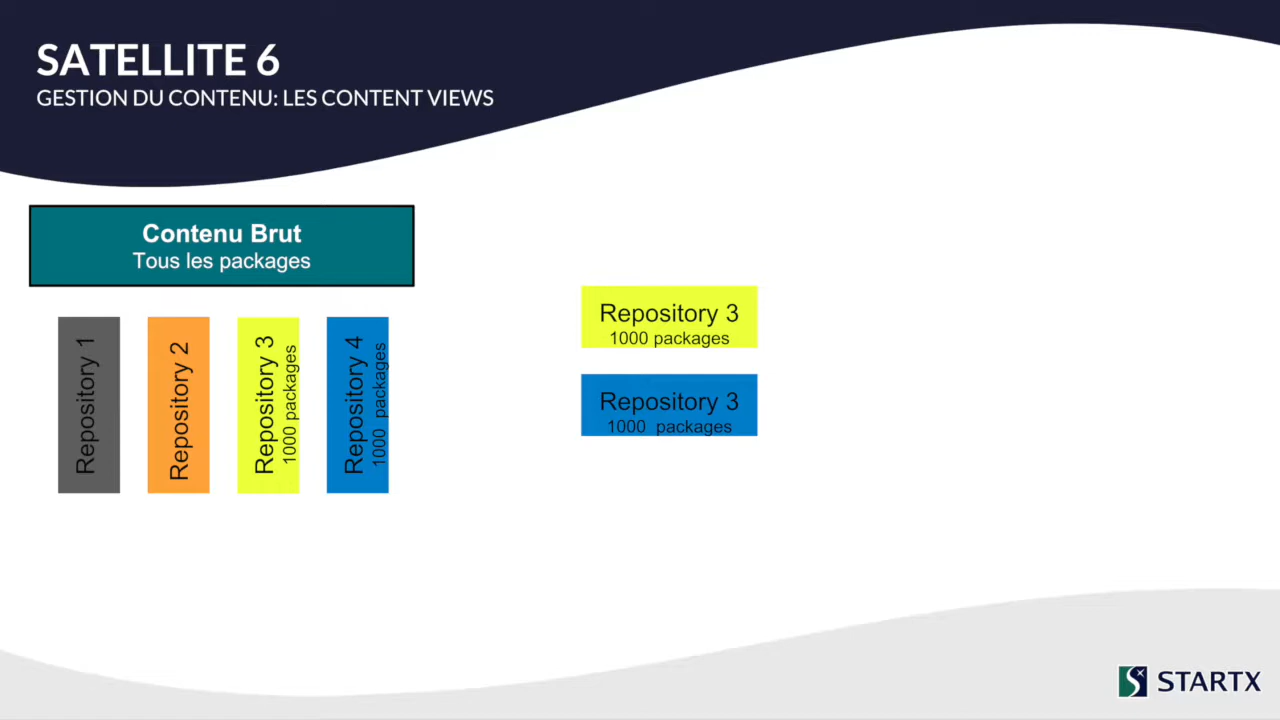 SATELLITE 6
GESTION DU CONTENU: LES CONTENT VIEWS
Contenu Brut
Tous les packages
Repository 1
Repository 2
Repository 3
1000 packages
Repository 4
1000 packages
Repository 3
1000 packages
Repository 3
1000 packages
STARTX